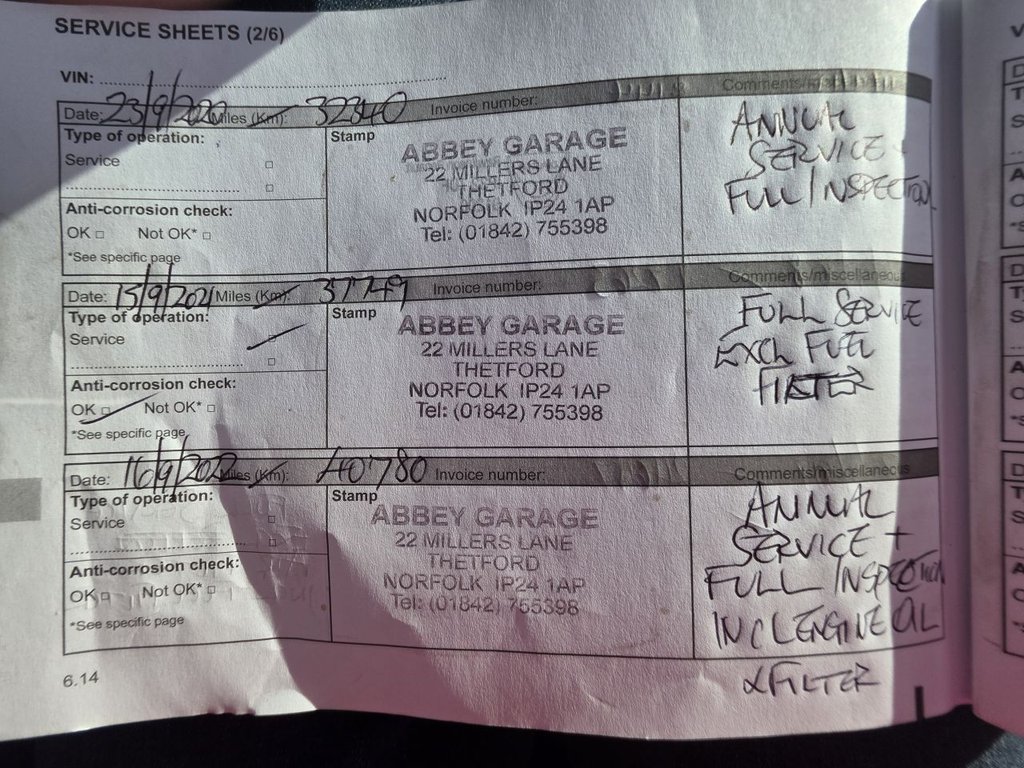 SERVICE SHEETS (2/6)
VIN:
Date: 23/9/2020 Miles (Km): 32340 Invoice number: Comments/
Type of operation:
Service
Anti-corrosion check:
OK Not OK*
*See specific page
Stamp
ABBEY GARAGE
22 MILLERS LANE
THETFORD
NORFOLK IP24 1AP
Tel: (01842) 755398
ANNUAL
SERVICE +
FULL INSPECTION
Date: 15/9/2021 Miles (Km): 37749 Invoice number: Comments/miscellaneous
Type of operation:
Service
Anti-corrosion check:
OK Not OK*
*See specific page
Stamp
ABBEY GARAGE
22 MILLERS LANE
THETFORD
NORFOLK IP24 1AP
Tel: (01842) 755398
FULL SERVICE
EXCL FUEL
FILTER
Date: 16/9/2022 Miles (Km): 40780 Invoice number: Comments/miscellaneous
Type of operation:
Service
Anti-corrosion check:
OK Not OK*
*See specific page
Stamp
ABBEY GARAGE
22 MILLERS LANE
THETFORD
NORFOLK IP24 1AP
Tel: (01842) 755398
ANNUAL
SERVICE +
FULL INSPECTION
INCL ENGINE OIL
& FILTER
6.14